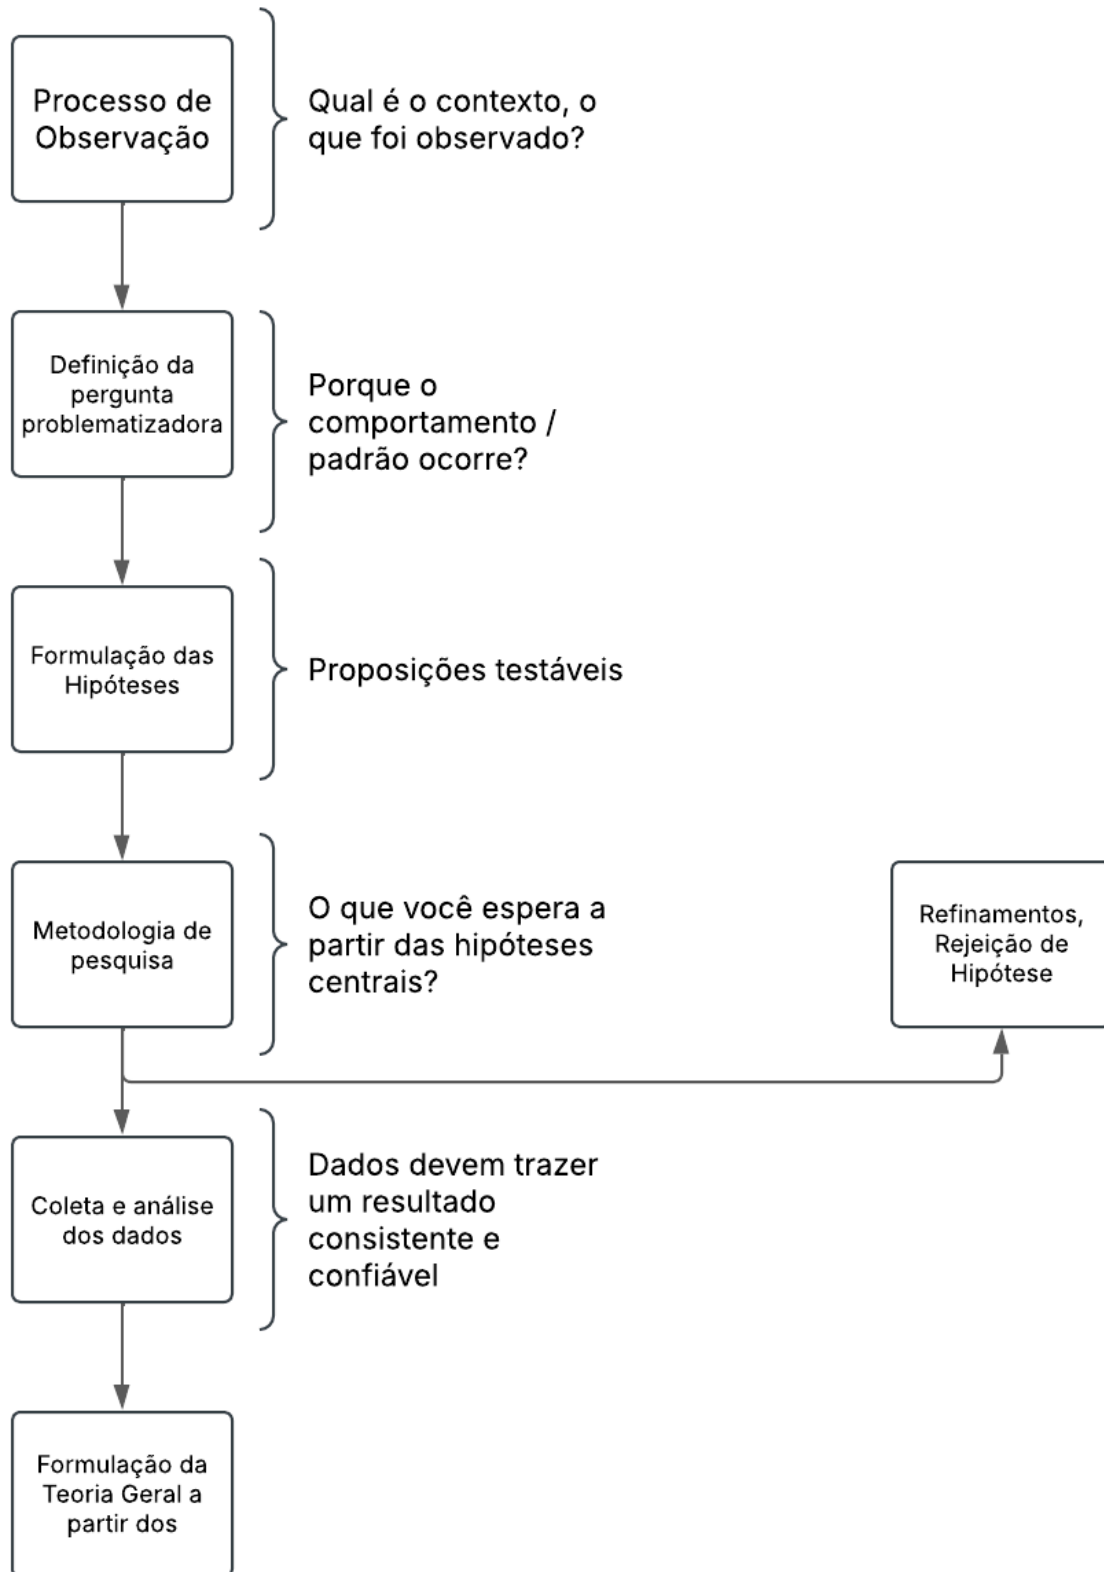 Processo de
Observação
Qual é o contexto, o
que foi observado?
Definição da
pergunta
problematizadora
Porque o
comportamento /
padrão ocorre?
Formulação das
Hipóteses
Proposições testáveis
Metodologia de
pesquisa
O que você espera a
partir das hipóteses
centrais?
Refinamentos,
Rejeição de
Hipótese
Coleta e análise
dos dados
Dados devem trazer
um resultado
consistente e
confiável
Formulação da
Teoria Geral a
partir dos